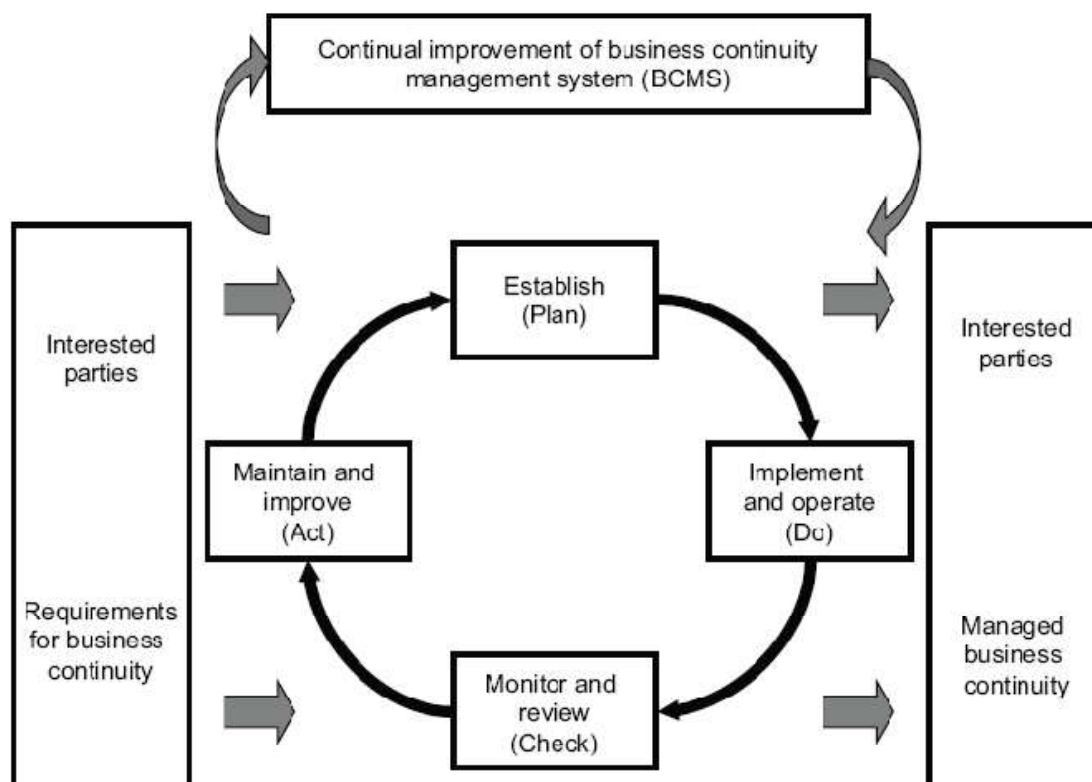 Continual improvement of business continuity
management system (BCMS)
Establish
(Plan)
Interested
parties
Interested
parties
Maintain and
improve
(Act)
Implement
and operate
(Do)
Requirements
for business
continuity
Managed
business
continuity
Monitor and
review
(Check)